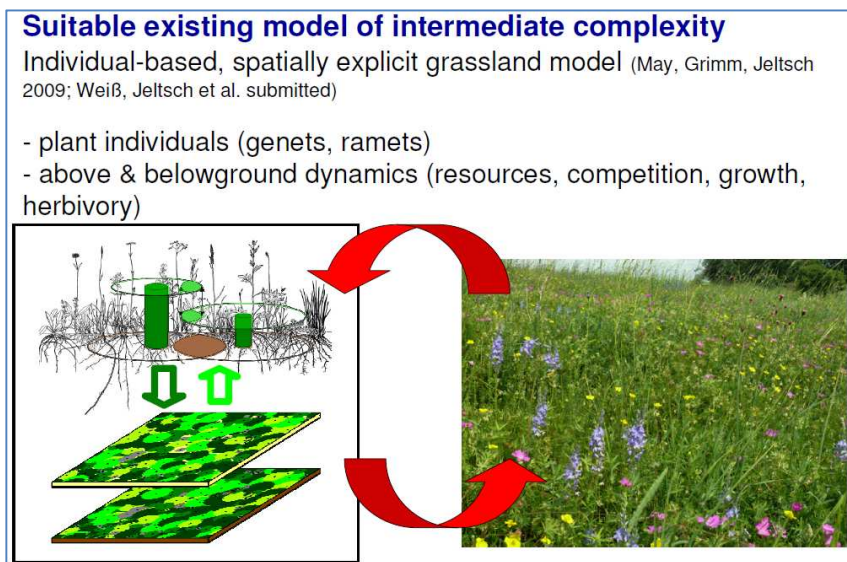 Suitable existing model of intermediate complexity
Individual-based, spatially explicit grassland model (May, Grimm, Jeltsch
2009; Weiß, Jeltsch et al. submitted)
- plant individuals (genets, ramets)
- above & belowground dynamics (resources, competition, growth,
herbivory)